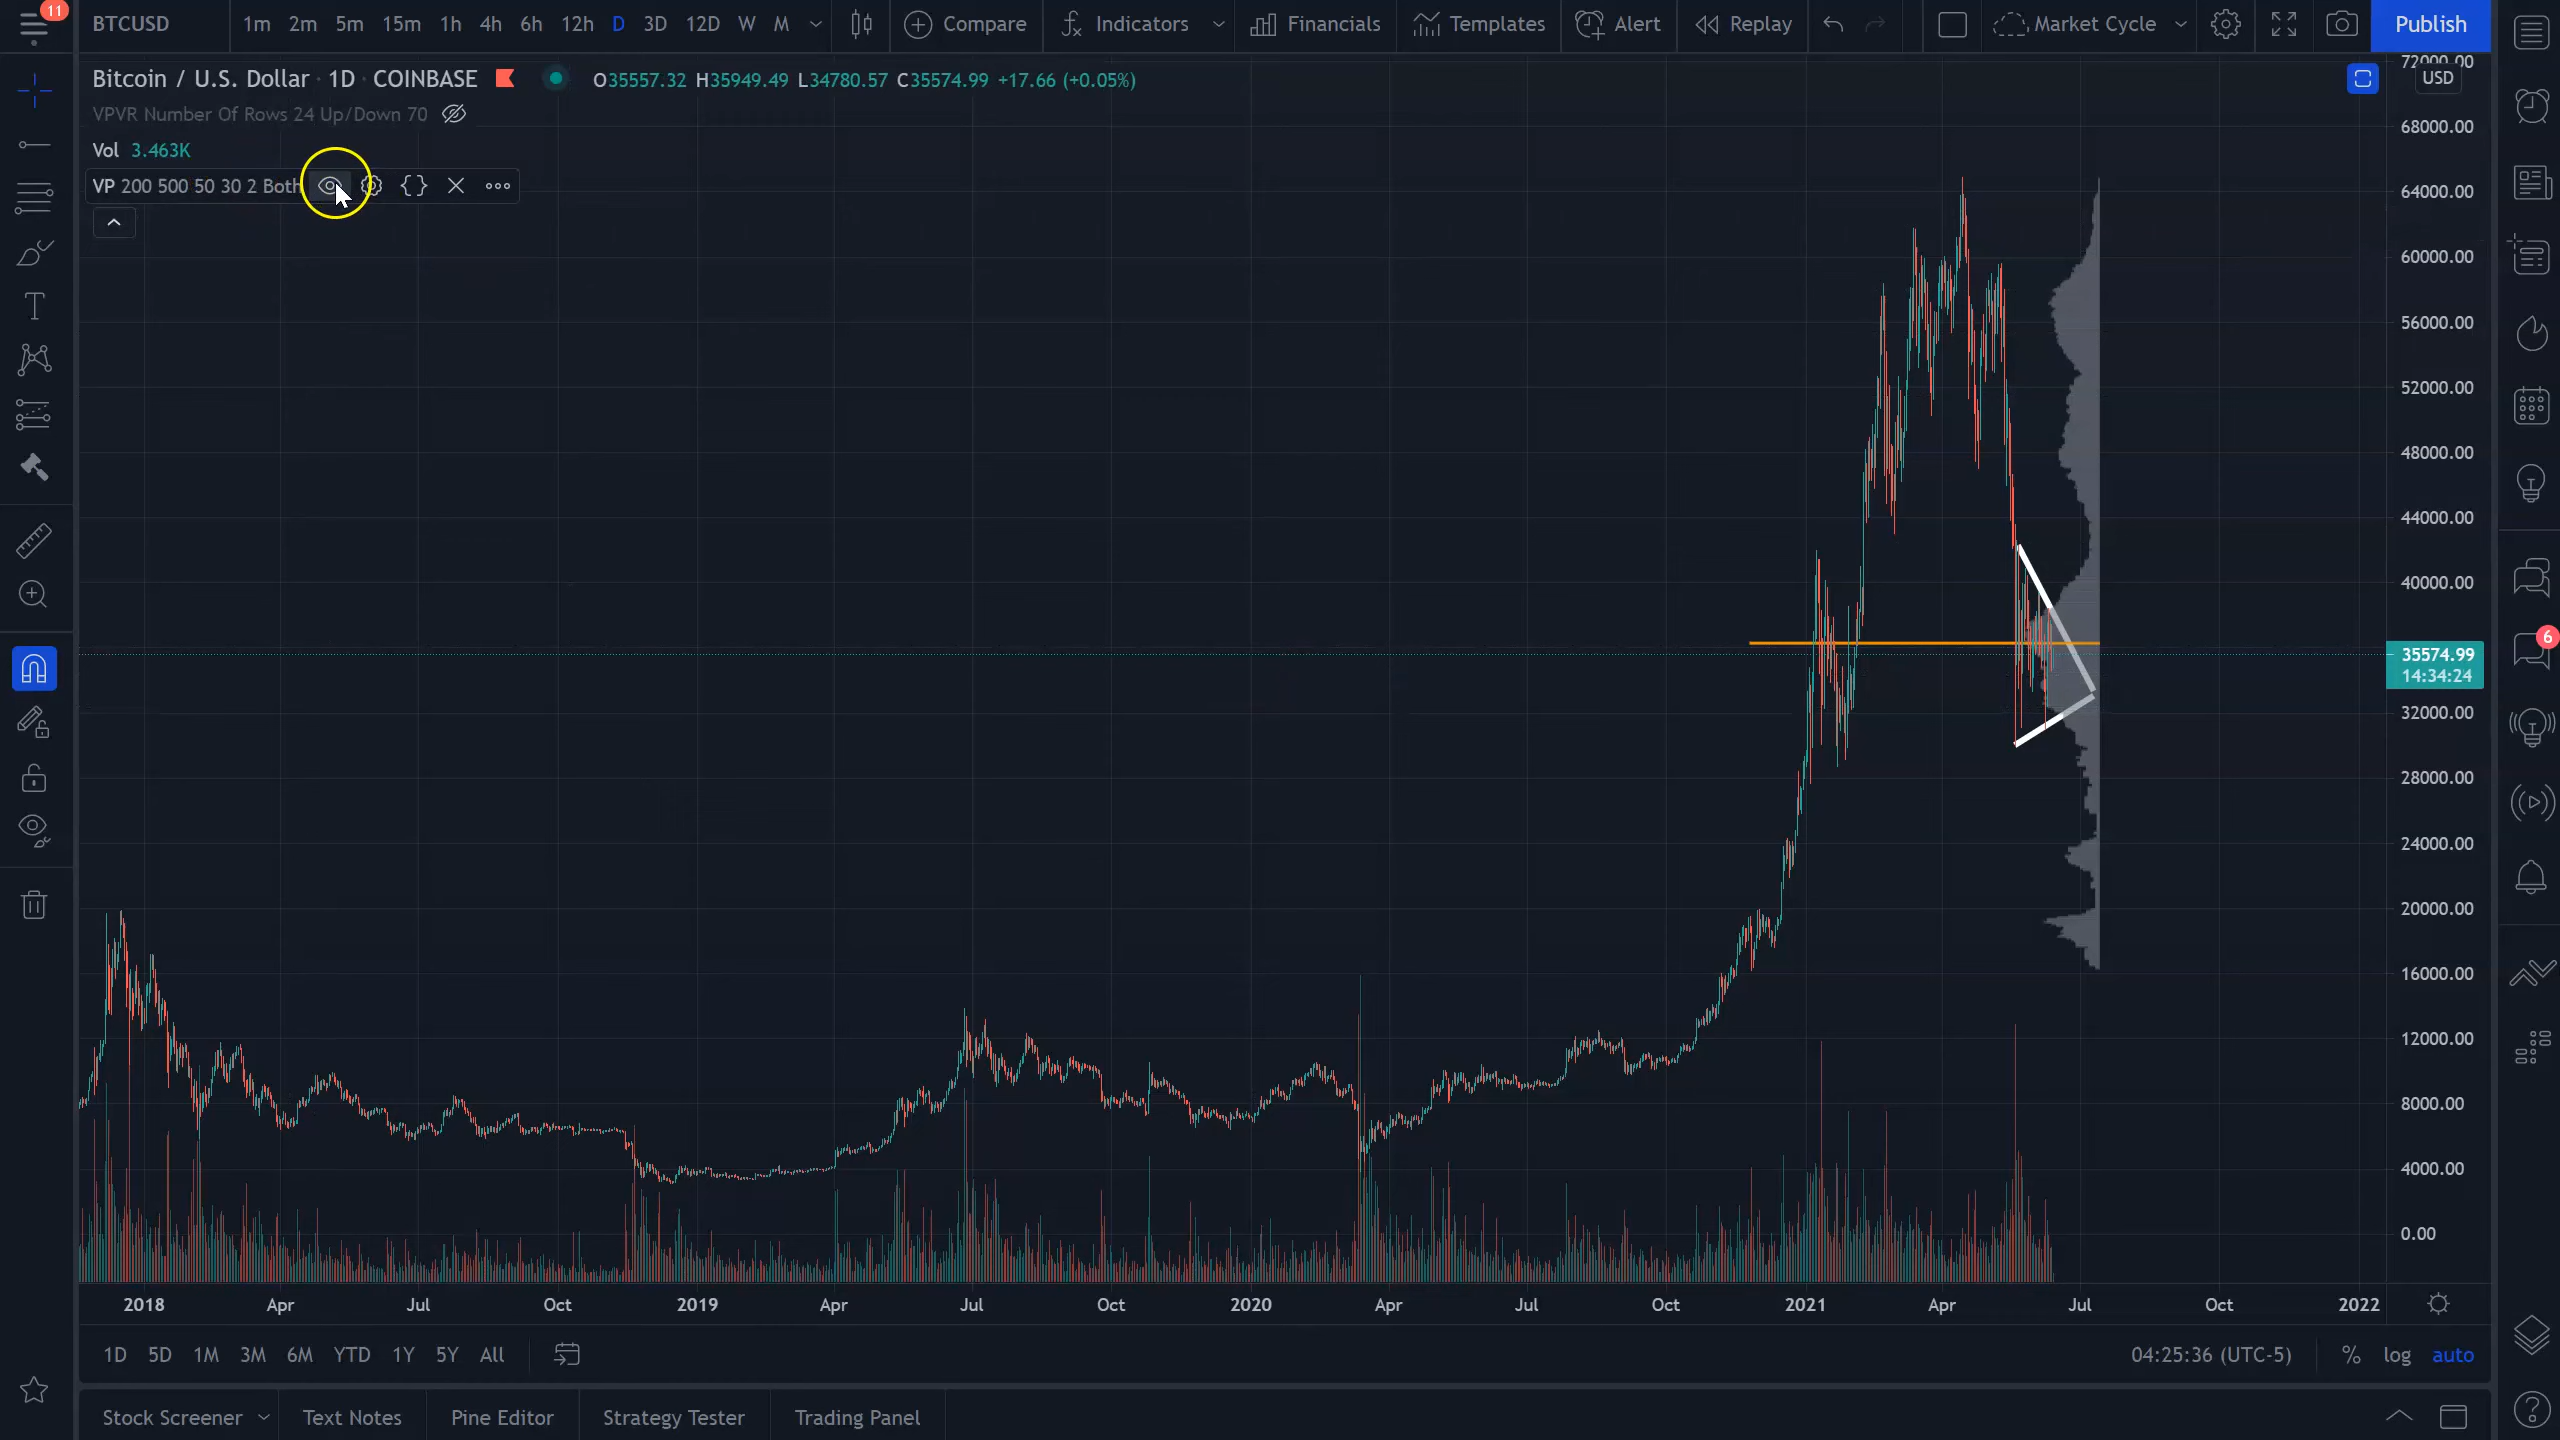 11
BTCUSD 1m 2m 5m 15m 1h 4h 6h 12h D 3D 12D W M Compare Indicators Financials Templates Alert Replay Market Cycle Publish
Bitcoin / U.S. Dollar · 1D · COINBASE O35557.32 H35949.49 L34780.57 C35574.99 +17.66 (+0.05%)
USD
VPVR Number Of Rows 24 Up/Down 70
Vol 3.463K
VP 200 500 50 30 2 Both
72000.00
68000.00
64000.00
60000.00
56000.00
52000.00
48000.00
44000.00
40000.00
35574.99
14:34:24
32000.00
28000.00
24000.00
20000.00
16000.00
12000.00
8000.00
4000.00
0.00
6
2018 Apr Jul Oct 2019 Apr Jul Oct 2020 Apr Jul Oct 2021 Apr Jul Oct 2022
1D 5D 1M 3M 6M YTD 1Y 5Y All 04:25:36 (UTC-5) % log auto
Stock Screener Text Notes Pine Editor Strategy Tester Trading Panel